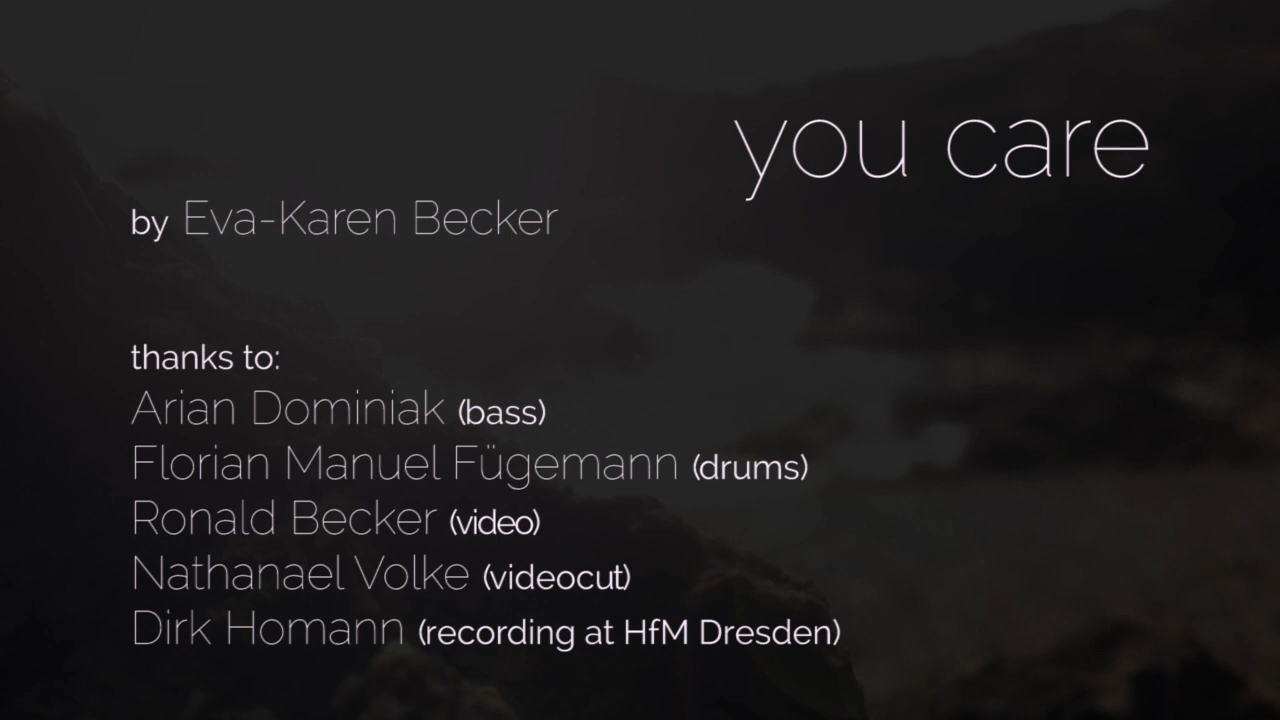 you care
by Eva-Karen Becker
thanks to:
Arian Dominiak (bass)
Florian Manuel Fügemann (drums)
Ronald Becker (video)
Nathanael Volke (videocut)
Dirk Homann (recording at HfM Dresden)